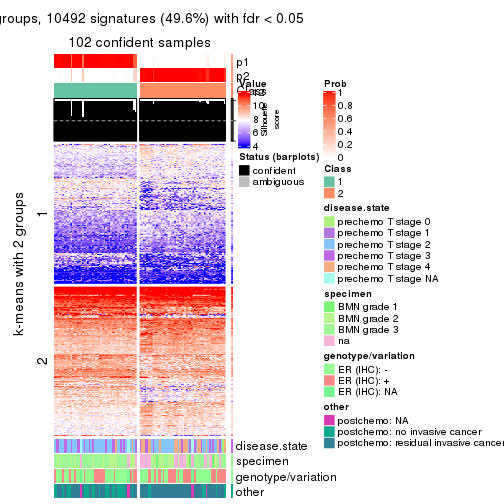 groups, 10492 signatures (49.6%) with fdr < 0.05
102 confident samples
p1
p2
Class
Silhouette
score
1
2
k-means with 2 groups
disease.state
specimen
genotype/variation
other
Value
12
10
8
6
4
Status (barplots)
confident
ambiguous
Prob
1
0.8
0.6
0.4
0.2
0
Class
1
2
disease.state
prechemo T stage 0
prechemo T stage 1
prechemo T stage 2
prechemo T stage 3
prechemo T stage 4
prechemo T stage NA
specimen
BMN grade 1
BMN grade 2
BMN grade 3
na
genotype/variation
ER (IHC): -
ER (IHC): +
ER (IHC): NA
other
postchemo: NA
postchemo: no invasive cancer
postchemo: residual invasive cancer